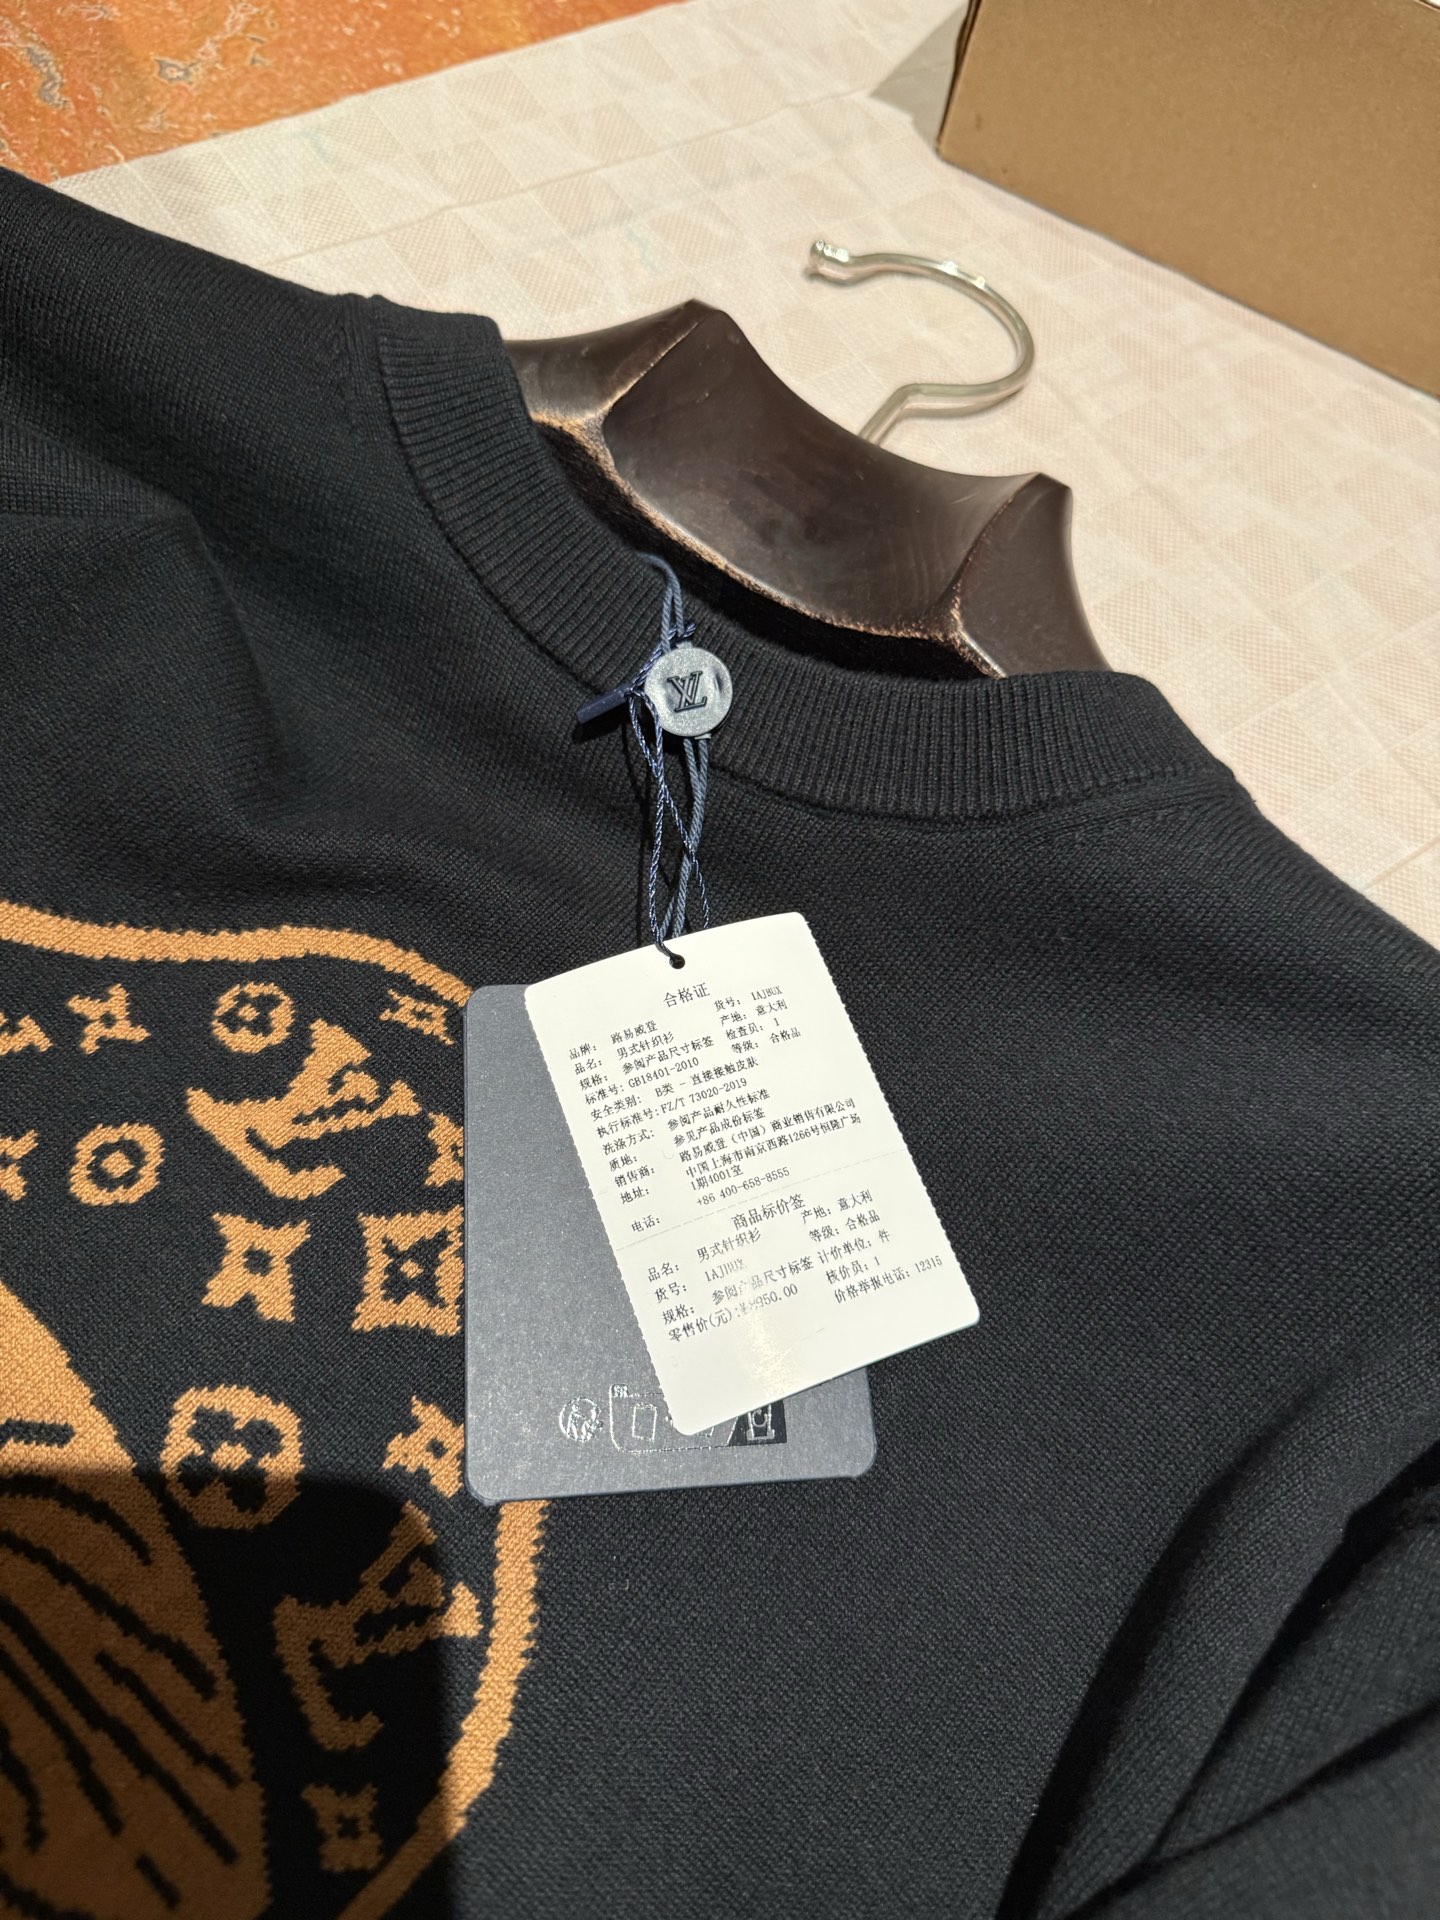 LV
合格证
品牌: 路易威登 货号: 1AJBUX
品名: 男式针织衫 产地: 意大利
规格: 参阅产品尺寸标签 检查员: 1
标准号: GB18401-2010 等级: 合格品
安全类别: B类 - 直接接触皮肤
执行标准号: FZ/T 73020-2019
洗涤方式: 参阅产品耐久性标准
质地: 参见产品成份标签
销售商: 路易威登(中国)商业销售有限公司
地址: 中国上海市南京西路1266号恒隆广场
1期4001室
电话: +86 400-658-8555
商品标价签
品名: 男式针织衫 产地: 意大利
货号: 1AJBUX 等级: 合格品
规格: 参阅产品尺寸标签 计价单位: 件
零售价(元):¥9950.00 核价员: 1
价格举报电话: 12315